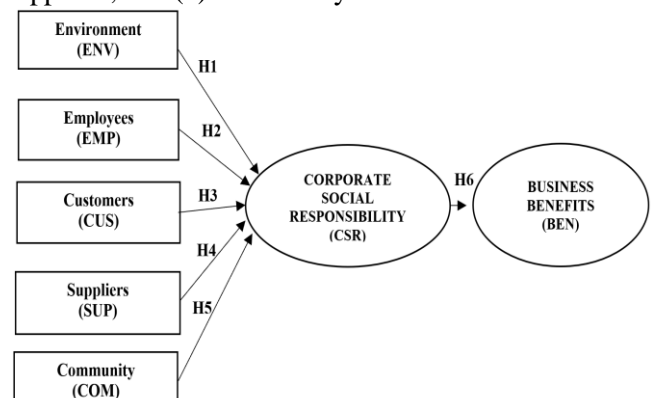 Environment
(ENV)
H1
Employees
(EMP)
H2
Customers
(CUS)
H3
Suppliers
(SUP)
H4
Community
(COM)
H5
CORPORATE
SOCIAL
RESPONSIBILITY
(CSR)
H6
BUSINESS
BENEFITS
(BEN)